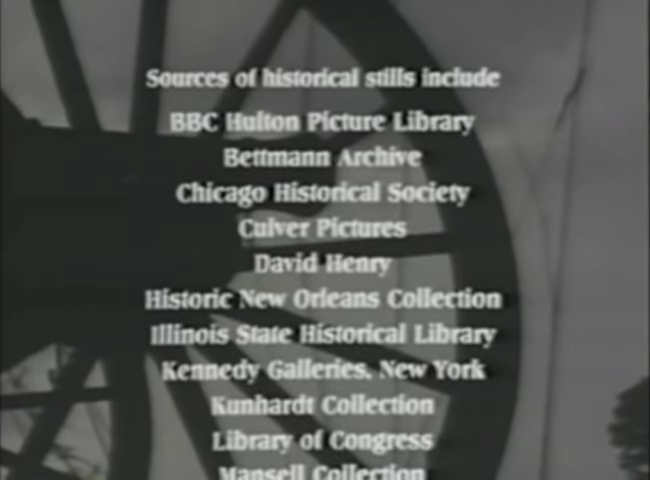 Sources of historical stills include
BBC Hulton Picture Library
Bettmann Archive
Chicago Historical Society
Culver Pictures
David Henry
Historic New Orleans Collection
Illinois State Historical Library
Kennedy Galleries, New York
Kunhardt Collection
Library of Congress
Mansell Collection